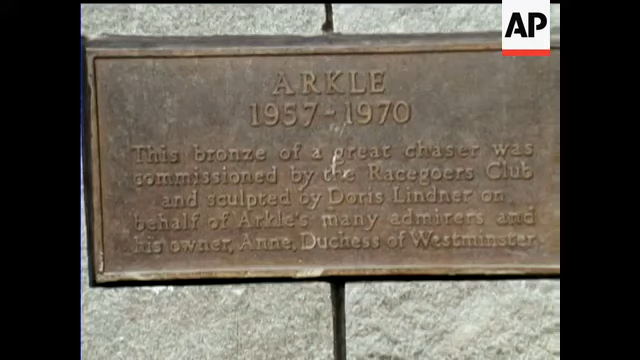 AP
ARKLE
1957-1970
This bronze of a great chaser was
commissioned by the Racegoers Club
and sculpted by Doris Lindner on
behalf of Arkle's many admirers and
his owner, Anne, Duchess of Westminster